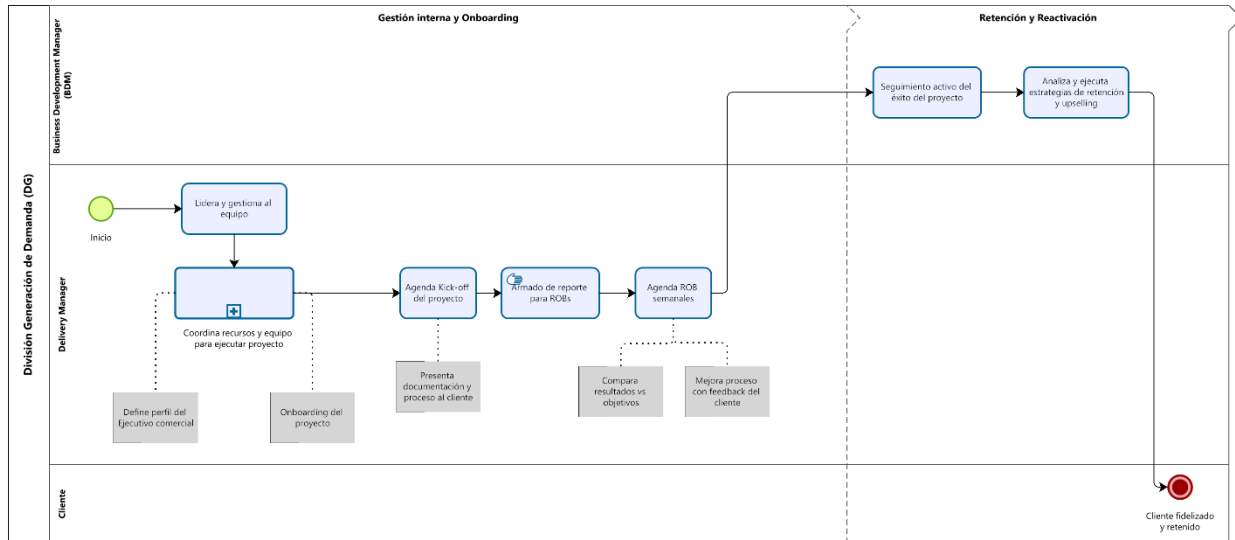 Gestión interna y Onboarding
Retención y Reactivación
División Generación de Demanda (DG)
Business Development Manager
(BDM)
Seguimiento activo del
éxito del proyecto
Analiza y ejecuta
estrategias de retención
y upselling
Delivery Manager
Inicio
Lidera y gestiona al
equipo
Coordina recursos y equipo
para ejecutar proyecto
Agenda Kick-off
del proyecto
Armado de reporte
para ROBs
Agenda ROB
semanales
Define perfil del
Ejecutivo comercial
Onboarding del
proyecto
Presenta
documentación y
proceso al cliente
Compara
resultados vs
objetivos
Mejora proceso
con feedback del
cliente
Cliente
Cliente fidelizado
y retenido